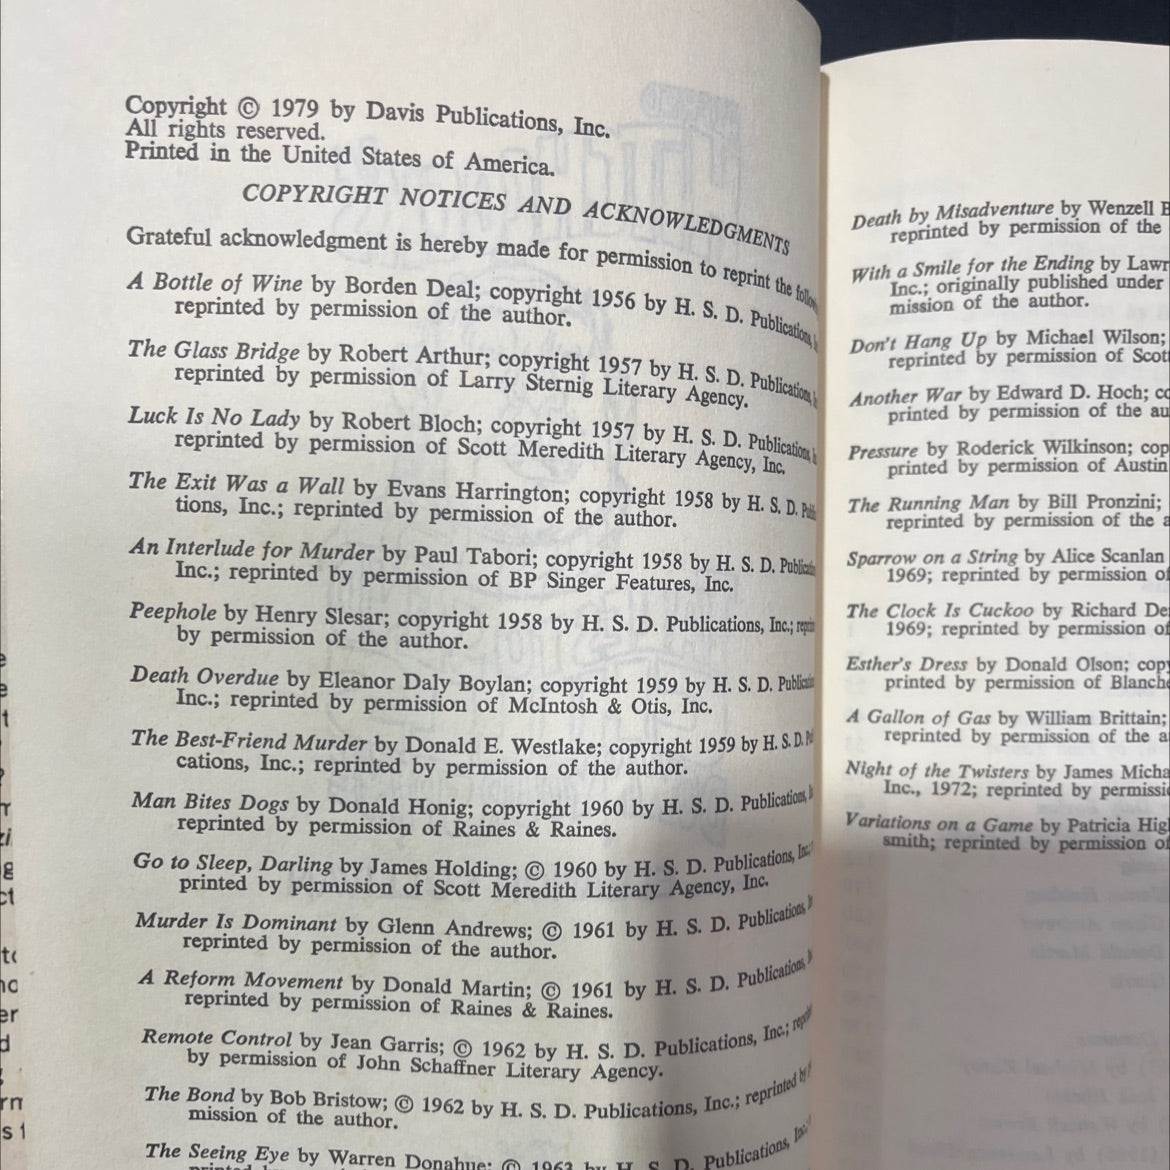 Copyright © 1979 by Davis Publications, Inc.
All rights reserved.
Printed in the United States of America.
COPYRIGHT NOTICES AND ACKNOWLEDGMENTS
Grateful acknowledgment is hereby made for permission to reprint the
A Bottle of Wine by Borden Deal; copyright 1956 by H. S. D. Publications,
reprinted by permission of the author.
The Glass Bridge by Robert Arthur; copyright 1957 by H. S. D. Publications,
reprinted by permission of Larry Sternig Literary Agency.
Luck Is No Lady by Robert Bloch; copyright 1957 by H. S. D. Publications,
reprinted by permission of Scott Meredith Literary Agency, Inc.
The Exit Was a Wall by Evans Harrington; copyright 1958 by H. S. D.
tions, Inc.; reprinted by permission of the author.
An Interlude for Murder by Paul Tabori; copyright 1958 by H. S. D.
Inc.; reprinted by permission of BP Singer Features, Inc.
Peephole by Henry Slesar; copyright 1958 by H. S. D. Publications, Inc.;
by permission of the author.
Death Overdue by Eleanor Daly Boylan; copyright 1959 by H. S. D.
Inc.; reprinted by permission of McIntosh & Otis, Inc.
The Best-Friend Murder by Donald E. Westlake; copyright 1959 by H. S. D.
cations, Inc.; reprinted by permission of the author.
Man Bites Dogs by Donald Honig; copyright 1960 by H. S. D. Publications,
reprinted by permission of Raines & Raines.
Go to Sleep, Darling by James Holding; © 1960 by H. S. D. Publications, Inc.
printed by permission of Scott Meredith Literary Agency, Inc.
Murder Is Dominant by Glenn Andrews; © 1961 by H. S. D. Publications,
reprinted by permission of the author.
A Reform Movement by Donald Martin; © 1961 by H. S. D. Publications,
reprinted by permission of Raines & Raines.
Remote Control by Jean Garris; © 1962 by H. S. D. Publications, Inc.;
by permission of John Schaffner Literary Agency.
The Bond by Bob Bristow; © 1962 by H. S. D. Publications, Inc.; reprinted by
mission of the author.
The Seeing Eye by Warren Donahue; © 1963 by H. S. D. Publications, Inc.
Death by Misadventure by Wenzell
reprinted by permission of the
With a Smile for the Ending by Lawr
Inc.; originally published under
mission of the author.
Don't Hang Up by Michael Wilson;
reprinted by permission of Scot
Another War by Edward D. Hoch; co
printed by permission of the au
Pressure by Roderick Wilkinson; cop
printed by permission of Austin
The Running Man by Bill Pronzini;
reprinted by permission of the a
Sparrow on a String by Alice Scanlan
1969; reprinted by permission of
The Clock Is Cuckoo by Richard De
1969; reprinted by permission of
Esther's Dress by Donald Olson; copy
printed by permission of Blanche
A Gallon of Gas by William Brittain;
reprinted by permission of the a
Night of the Twisters by James Micha
Inc., 1972; reprinted by permissi
Variations on a Game by Patricia Hig
smith; reprinted by permission of